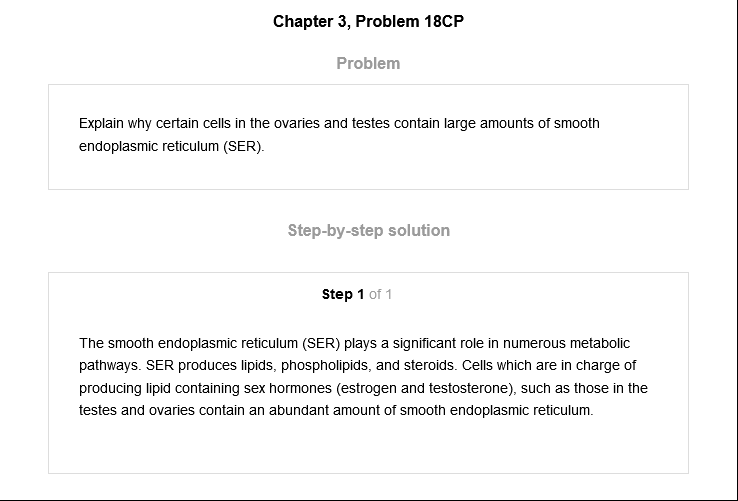 Chapter 3, Problem 18CP
Problem
Explain why certain cells in the ovaries and testes contain large amounts of smooth
endoplasmic reticulum (SER).
Step-by-step solution
Step 1 of 1
The smooth endoplasmic reticulum (SER) plays a significant role in numerous metabolic
pathways. SER produces lipids, phospholipids, and steroids. Cells which are in charge of
producing lipid containing sex hormones (estrogen and testosterone), such as those in the
testes and ovaries contain an abundant amount of smooth endoplasmic reticulum.